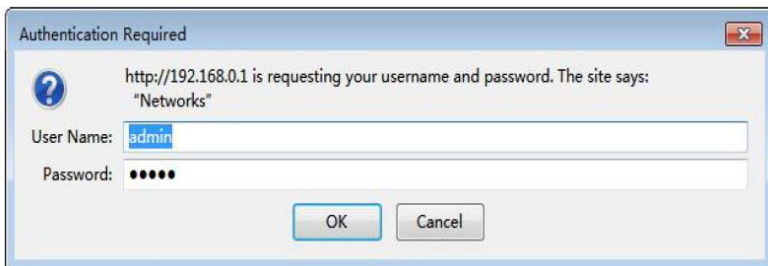 Authentication Required
http://192.168.0.1 is requesting your username and password. The site says:
"Networks"
User Name: admin
Password: •••••
OK Cancel